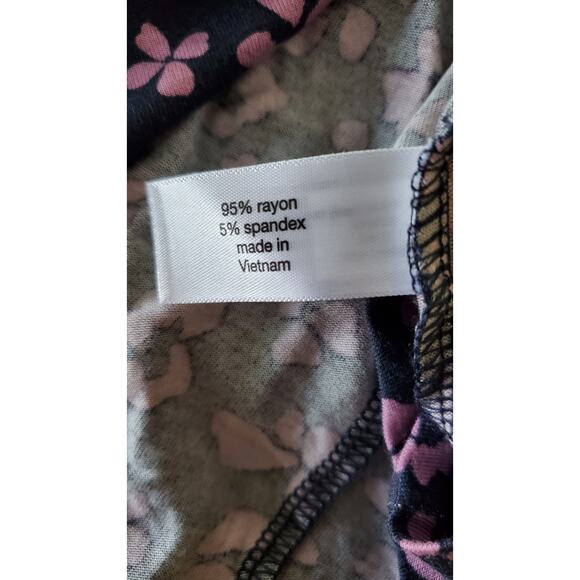 95% rayon
5% spandex
made in
Vietnam